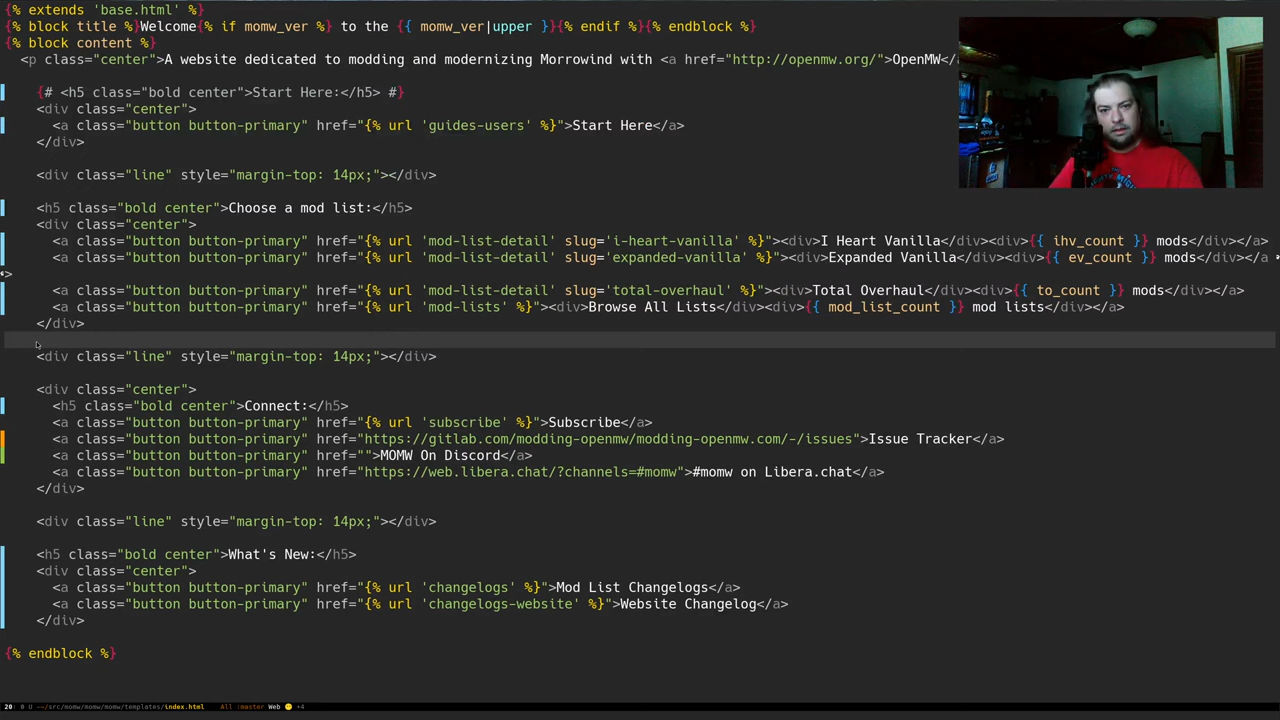 {% extends 'base.html' %}
{% block title %}Welcome{% if momw_ver %} to the {{ momw_ver|upper }}{% endif %}{% endblock %}
{% block content %}
<p class="center">A website dedicated to modding and modernizing Morrowind with <a href="http://openmw.org/">OpenMW</
{# <h5 class="bold center">Start Here:</h5> #}
<div class="center">
<a class="button button-primary" href="{% url 'guides-users' %}">Start Here</a>
</div>
<div class="line" style="margin-top: 14px;"></div>
<h5 class="bold center">Choose a mod list:</h5>
<div class="center">
<a class="button button-primary" href="{% url 'mod-list-detail' slug='i-heart-vanilla' %}"><div>I Heart Vanilla</div><div>{{ ihv_count }} mods</div></a>
<a class="button button-primary" href="{% url 'mod-list-detail' slug='expanded-vanilla' %}"><div>Expanded Vanilla</div><div>{{ ev_count }} mods</div></a
>
<a class="button button-primary" href="{% url 'mod-list-detail' slug='total-overhaul' %}"><div>Total Overhaul</div><div>{{ to_count }} mods</div></a>
<a class="button button-primary" href="{% url 'mod-lists' %}"><div>Browse All Lists</div><div>{{ mod_list_count }} mod lists</div></a>
</div>
<div class="line" style="margin-top: 14px;"></div>
<div class="center">
<h5 class="bold center">Connect:</h5>
<a class="button button-primary" href="{% url 'subscribe' %}">Subscribe</a>
<a class="button button-primary" href="https://gitlab.com/modding-openmw/modding-openmw.com/-/issues">Issue Tracker</a>
<a class="button button-primary" href="">MOMW On Discord</a>
<a class="button button-primary" href="https://web.libera.chat/?channels=#momw">#momw on Libera.chat</a>
</div>
<div class="line" style="margin-top: 14px;"></div>
<h5 class="bold center">What's New:</h5>
<div class="center">
<a class="button button-primary" href="{% url 'changelogs' %}">Mod List Changelogs</a>
<a class="button button-primary" href="{% url 'changelogs-website' %}">Website Changelog</a>
</div>
{% endblock %}
20: 0 U ~~/src/momw/momw/momw/templates/index.html All :master Web +4